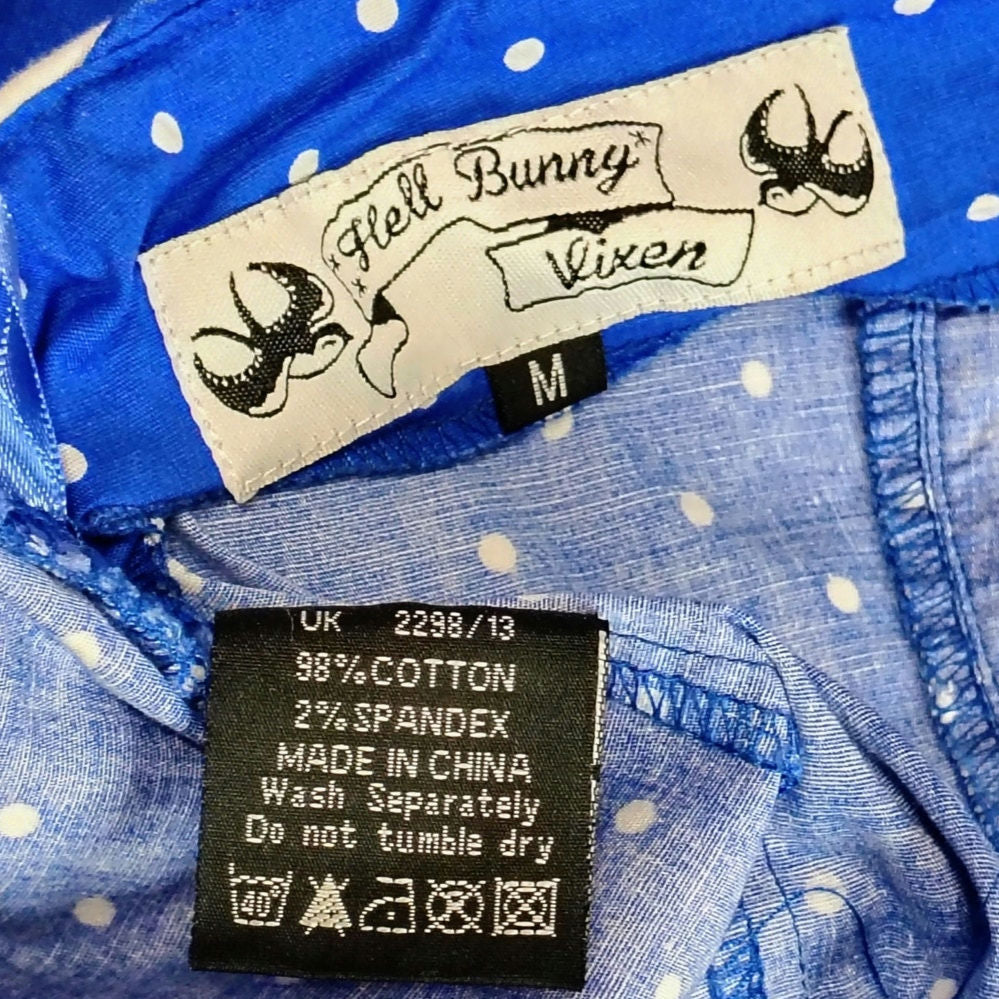 Hell Bunny
Vixen
M
UK 2298/13
98% COTTON
2% SPANDEX
MADE IN CHINA
Wash Separately
Do not tumble dry
40°